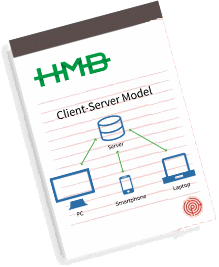 HMB
Client-Server Model
Server
PC
Smartphone
Laptop